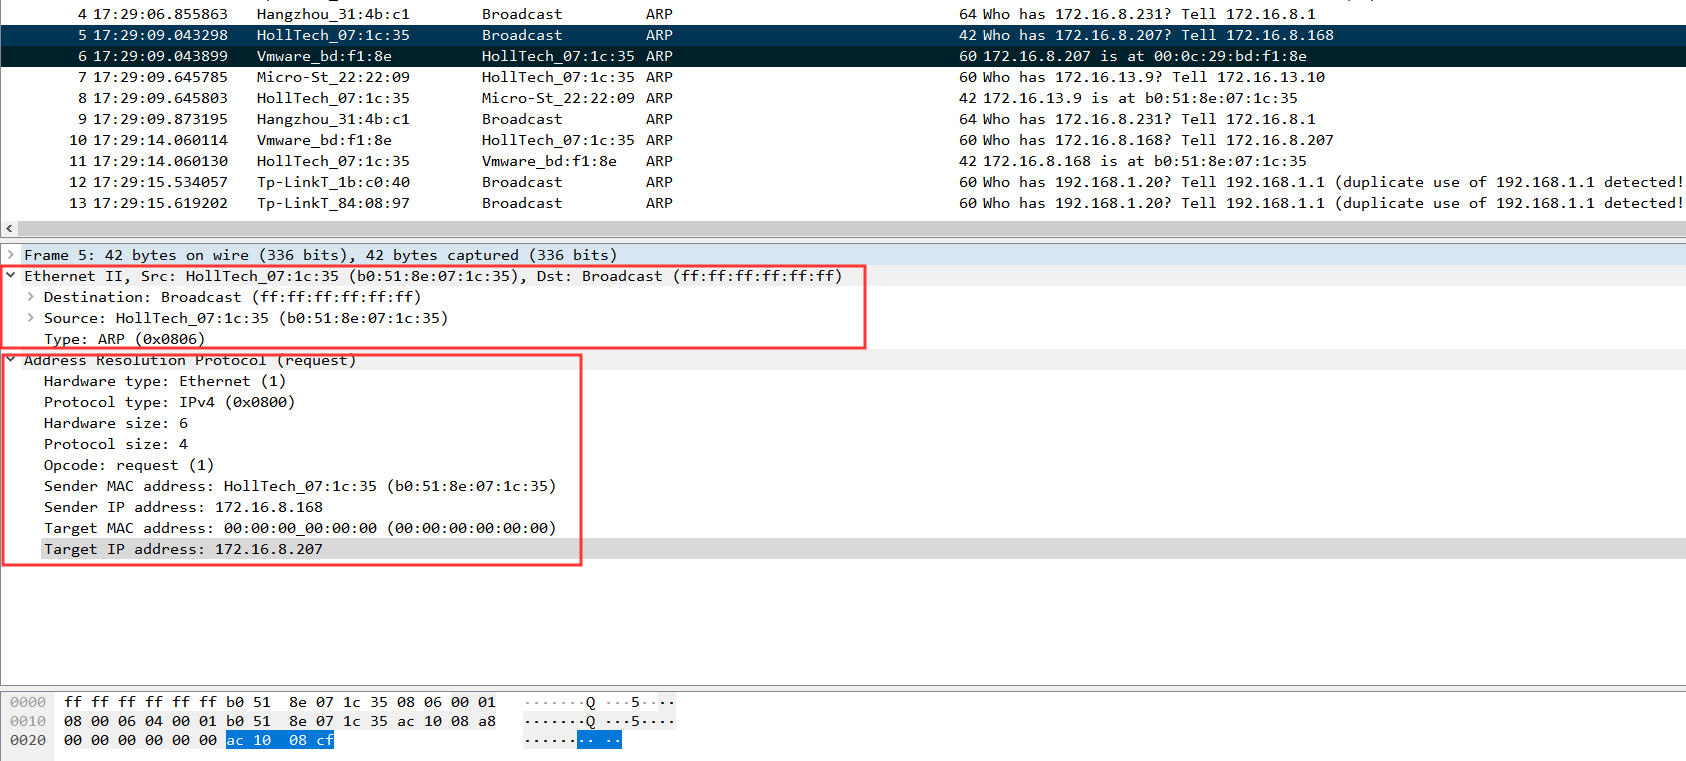 4 17:29:06.855863 Hangzhou_31:4b:c1 Broadcast ARP 64 Who has 172.16.8.231? Tell 172.16.8.1
5 17:29:09.043298 HollTech_07:1c:35 Broadcast ARP 42 Who has 172.16.8.207? Tell 172.16.8.168
6 17:29:09.043899 Vmware_bd:f1:8e HollTech_07:1c:35 ARP 60 172.16.8.207 is at 00:0c:29:bd:f1:8e
7 17:29:09.645785 Micro-St_22:22:09 HollTech_07:1c:35 ARP 60 Who has 172.16.13.9? Tell 172.16.13.10
8 17:29:09.645803 HollTech_07:1c:35 Micro-St_22:22:09 ARP 42 172.16.13.9 is at b0:51:8e:07:1c:35
9 17:29:09.873195 Hangzhou_31:4b:c1 Broadcast ARP 64 Who has 172.16.8.231? Tell 172.16.8.1
10 17:29:14.060114 Vmware_bd:f1:8e HollTech_07:1c:35 ARP 60 Who has 172.16.8.168? Tell 172.16.8.207
11 17:29:14.060130 HollTech_07:1c:35 Vmware_bd:f1:8e ARP 42 172.16.8.168 is at b0:51:8e:07:1c:35
12 17:29:15.534057 Tp-LinkT_1b:c0:40 Broadcast ARP 60 Who has 192.168.1.20? Tell 192.168.1.1 (duplicate use of 192.168.1.1 detected!
13 17:29:15.619202 Tp-LinkT_84:08:97 Broadcast ARP 60 Who has 192.168.1.20? Tell 192.168.1.1 (duplicate use of 192.168.1.1 detected!
Frame 5: 42 bytes on wire (336 bits), 42 bytes captured (336 bits)
Ethernet II, Src: HollTech_07:1c:35 (b0:51:8e:07:1c:35), Dst: Broadcast (ff:ff:ff:ff:ff:ff)
Destination: Broadcast (ff:ff:ff:ff:ff:ff)
Source: HollTech_07:1c:35 (b0:51:8e:07:1c:35)
Type: ARP (0x0806)
Address Resolution Protocol (request)
Hardware type: Ethernet (1)
Protocol type: IPv4 (0x0800)
Hardware size: 6
Protocol size: 4
Opcode: request (1)
Sender MAC address: HollTech_07:1c:35 (b0:51:8e:07:1c:35)
Sender IP address: 172.16.8.168
Target MAC address: 00:00:00_00:00:00 (00:00:00:00:00:00)
Target IP address: 172.16.8.207
0000 ff ff ff ff ff ff b0 51 8e 07 1c 35 08 06 00 01 ·······Q ···5····
0010 08 00 06 04 00 01 b0 51 8e 07 1c 35 ac 10 08 a8 ·······Q ···5····
0020 00 00 00 00 00 00 ac 10 08 cf ········ ··